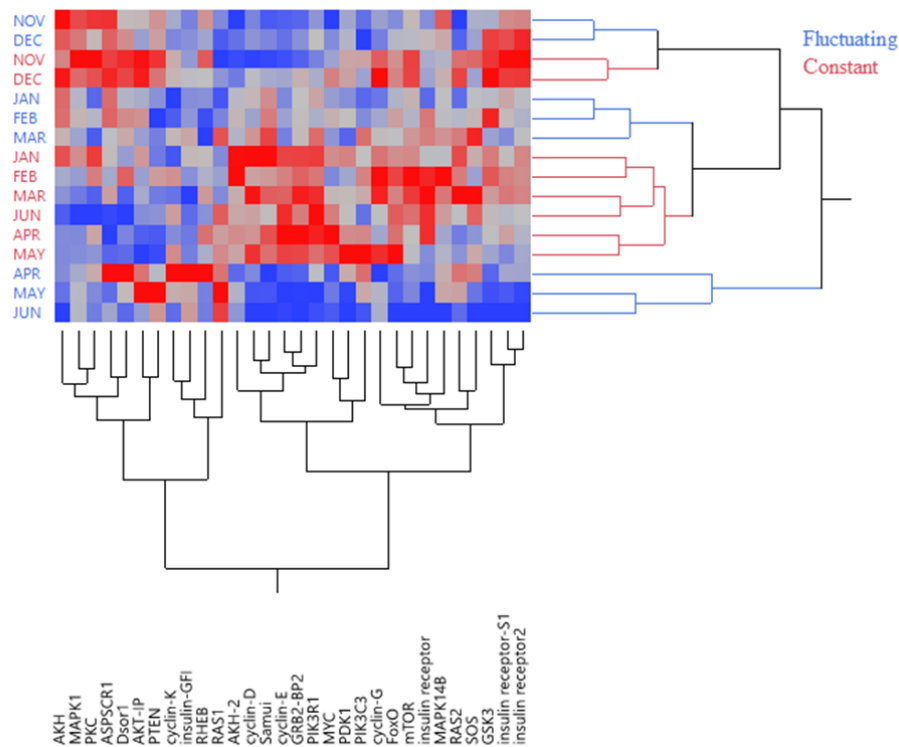 NOV
DEC
NOV
DEC
JAN
FEB
MAR
JAN
FEB
MAR
JUN
APR
MAY
APR
MAY
JUN
Fluctuating
Constant
AKH
MAPK1
PKC
ASPSCR1
Dsor1
AKT-IP
PTEN
cyclin-K
insulin-GFI
RHEB
RAS1
AKH-2
cyclin-D
Samui
cyclin-E
GRB2-BP2
PIK3R1
MYC
PDK1
PIK3C3
cyclin-G
FoxO
mTOR
insulin receptor
MAPK14B
RAS2
SOS
GSK3
insulin receptor-S1
insulin receptor2